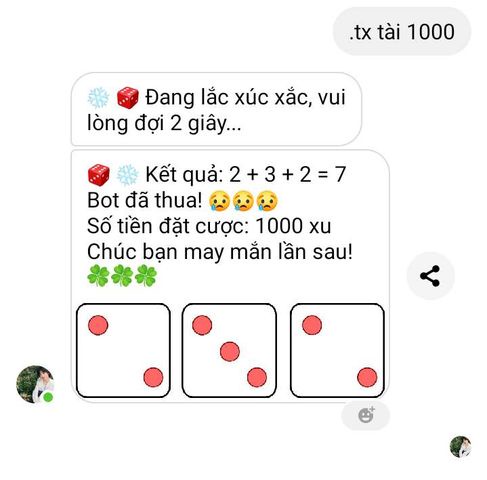 .tx tài 1000
❄️ 🎲 Đang lắc xúc xắc, vui
lòng đợi 2 giây...
🎲 ❄️ Kết quả: 2 + 3 + 2 = 7
Bot đã thua! 😢😢😢
Số tiền đặt cược: 1000 xu
Chúc bạn may mắn lần sau!
🍀🍀🍀